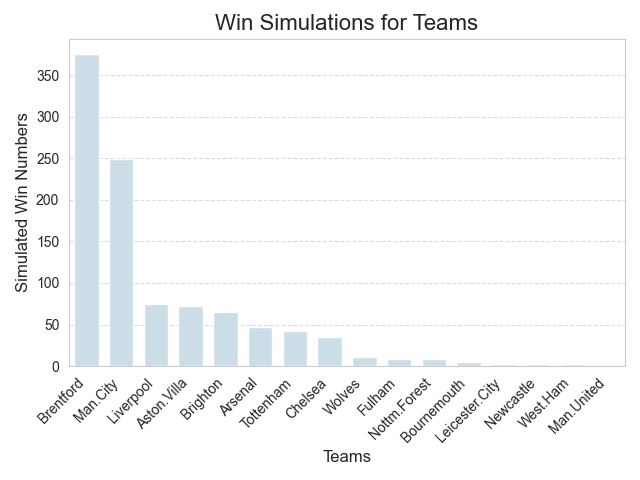 Win Simulations for Teams
350
300
250
200
150
100
50
0
Simulated Win Numbers
Brentford
Man.City
Liverpool
Aston.Villa
Brighton
Arsenal
Tottenham
Chelsea
Wolves
Fulham
Nottm.Forest
Bournemouth
Leicester.City
Newcastle
West.Ham
Man.United
Teams